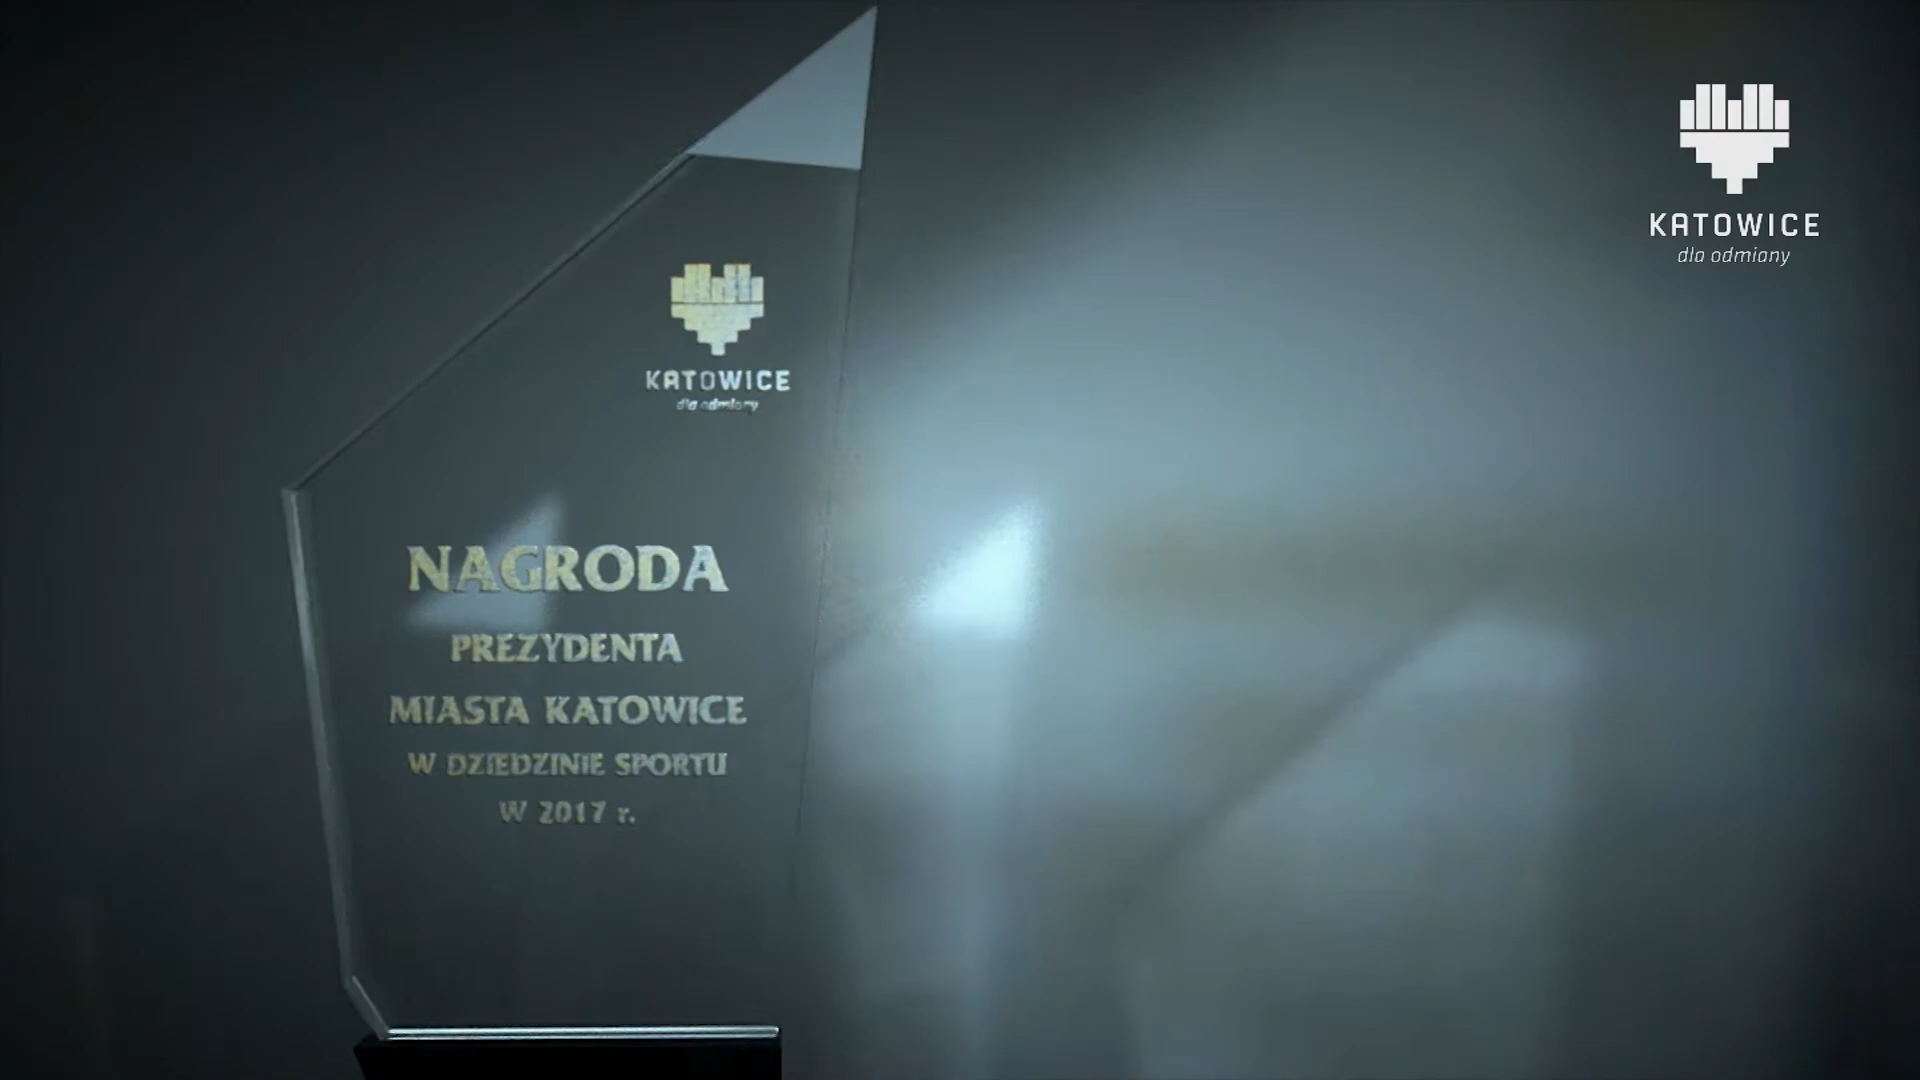 KATOWICE
dla odmiany
KATOWICE
dla odmiany
NAGRODA
PREZYDENTA
MIASTA KATOWICE
W DZIEDZINIE SPORTU
W 2017 r.